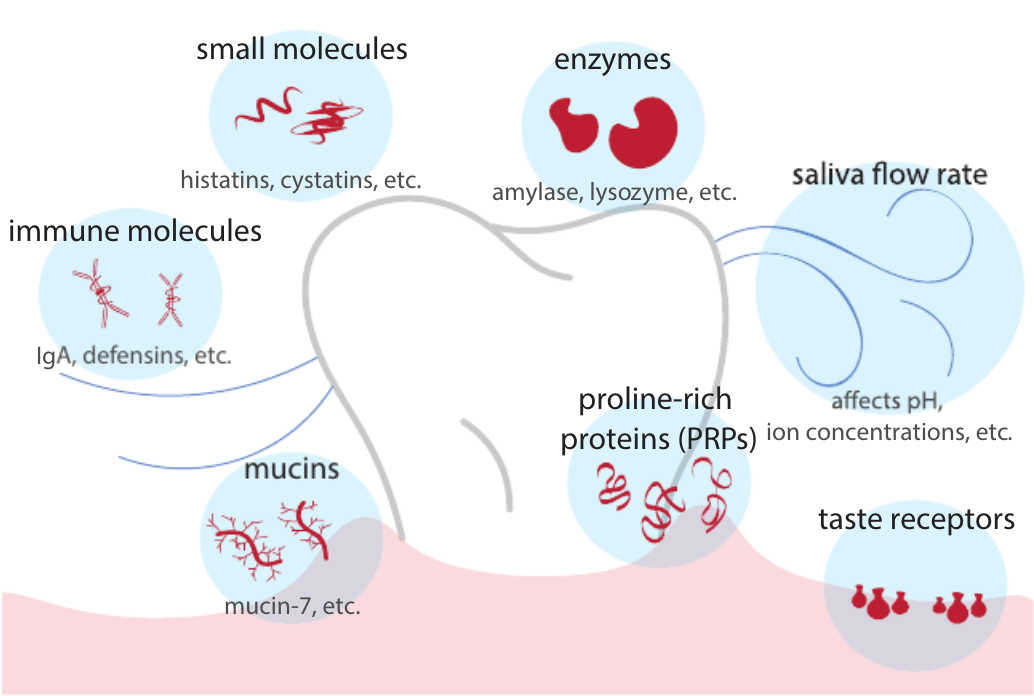 small molecules
histatins, cystatins, etc.
enzymes
amylase, lysozyme, etc.
saliva flow rate
affects pH,
ion concentrations, etc.
immune molecules
IgA, defensins, etc.
proline-rich
proteins (PRPs)
mucins
mucin-7, etc.
taste receptors